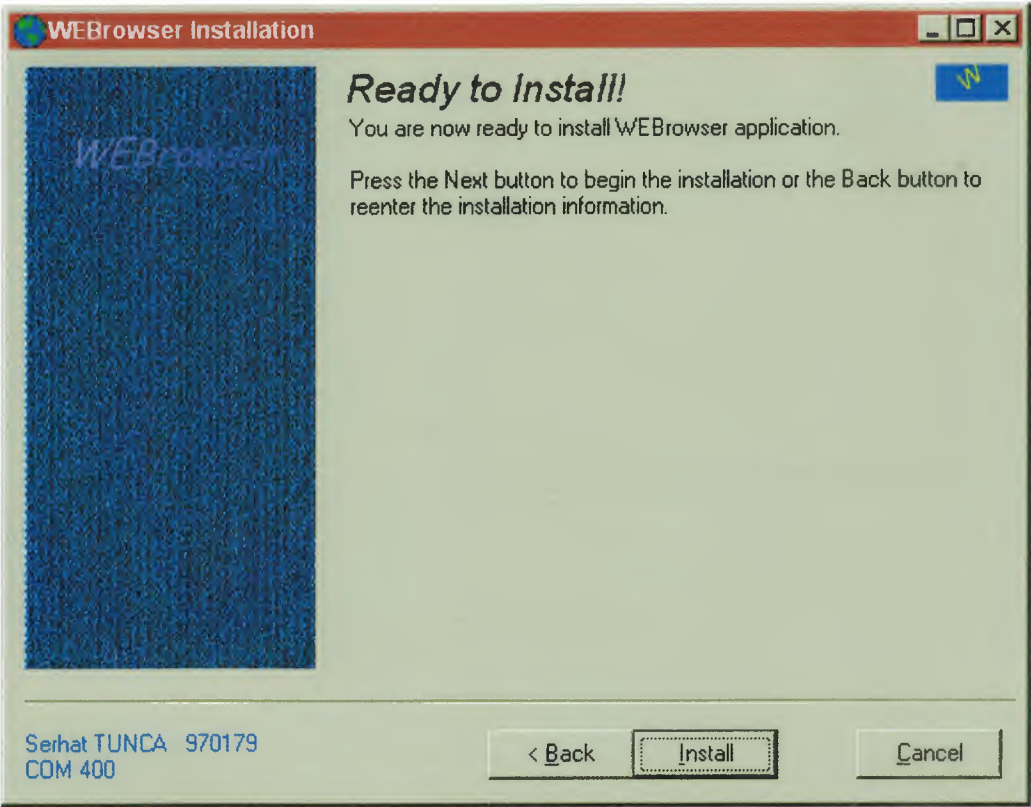 WEBrowser Installation
Ready to Install!
W
You are now ready to install WEBrowser application.
WEBrowser
Press the Next button to begin the installation or the Back button to
reenter the installation information.
Serhat TUNCA 970179
COM 400
< Back
Install
Cancel